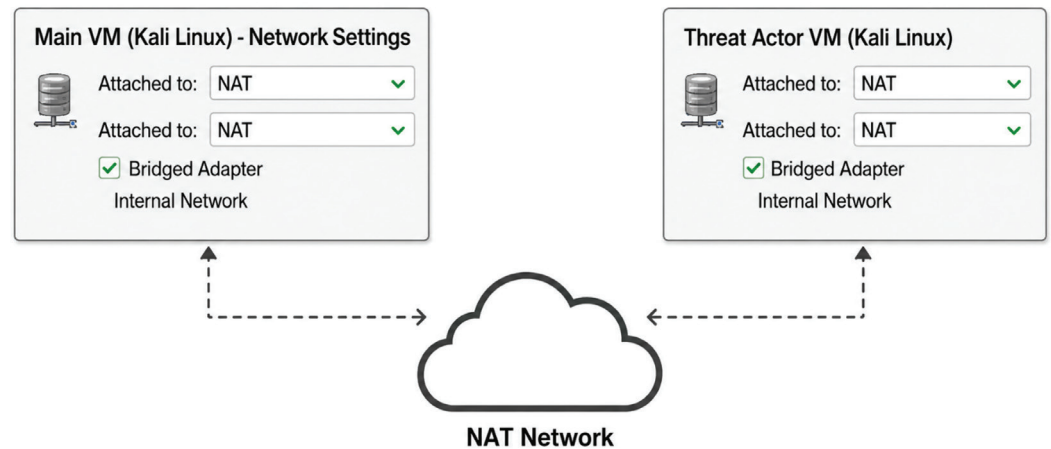 Main VM (Kali Linux) - Network Settings
Attached to: NAT
Attached to: NAT
Bridged Adapter
Internal Network
Threat Actor VM (Kali Linux)
Attached to: NAT
Attached to: NAT
Bridged Adapter
Internal Network
NAT Network